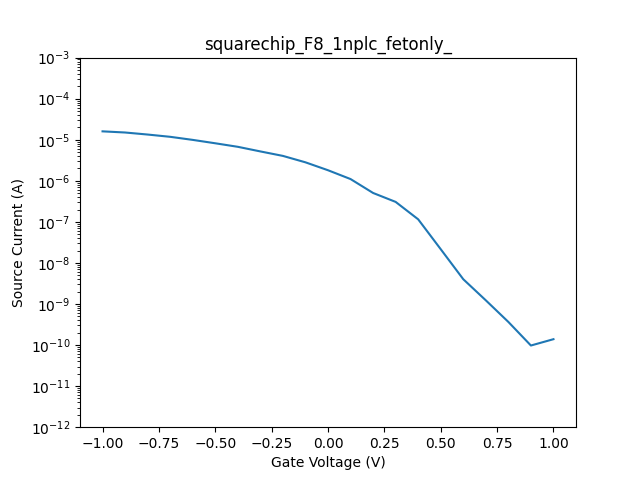 squarechip_F8_1nplc_fetonly_
10⁻³
10⁻⁴
10⁻⁵
10⁻⁶
10⁻⁷
10⁻⁸
10⁻⁹
10⁻¹⁰
10⁻¹¹
10⁻¹²
Source Current (A)
−1.00 −0.75 −0.50 −0.25 0.00 0.25 0.50 0.75 1.00
Gate Voltage (V)